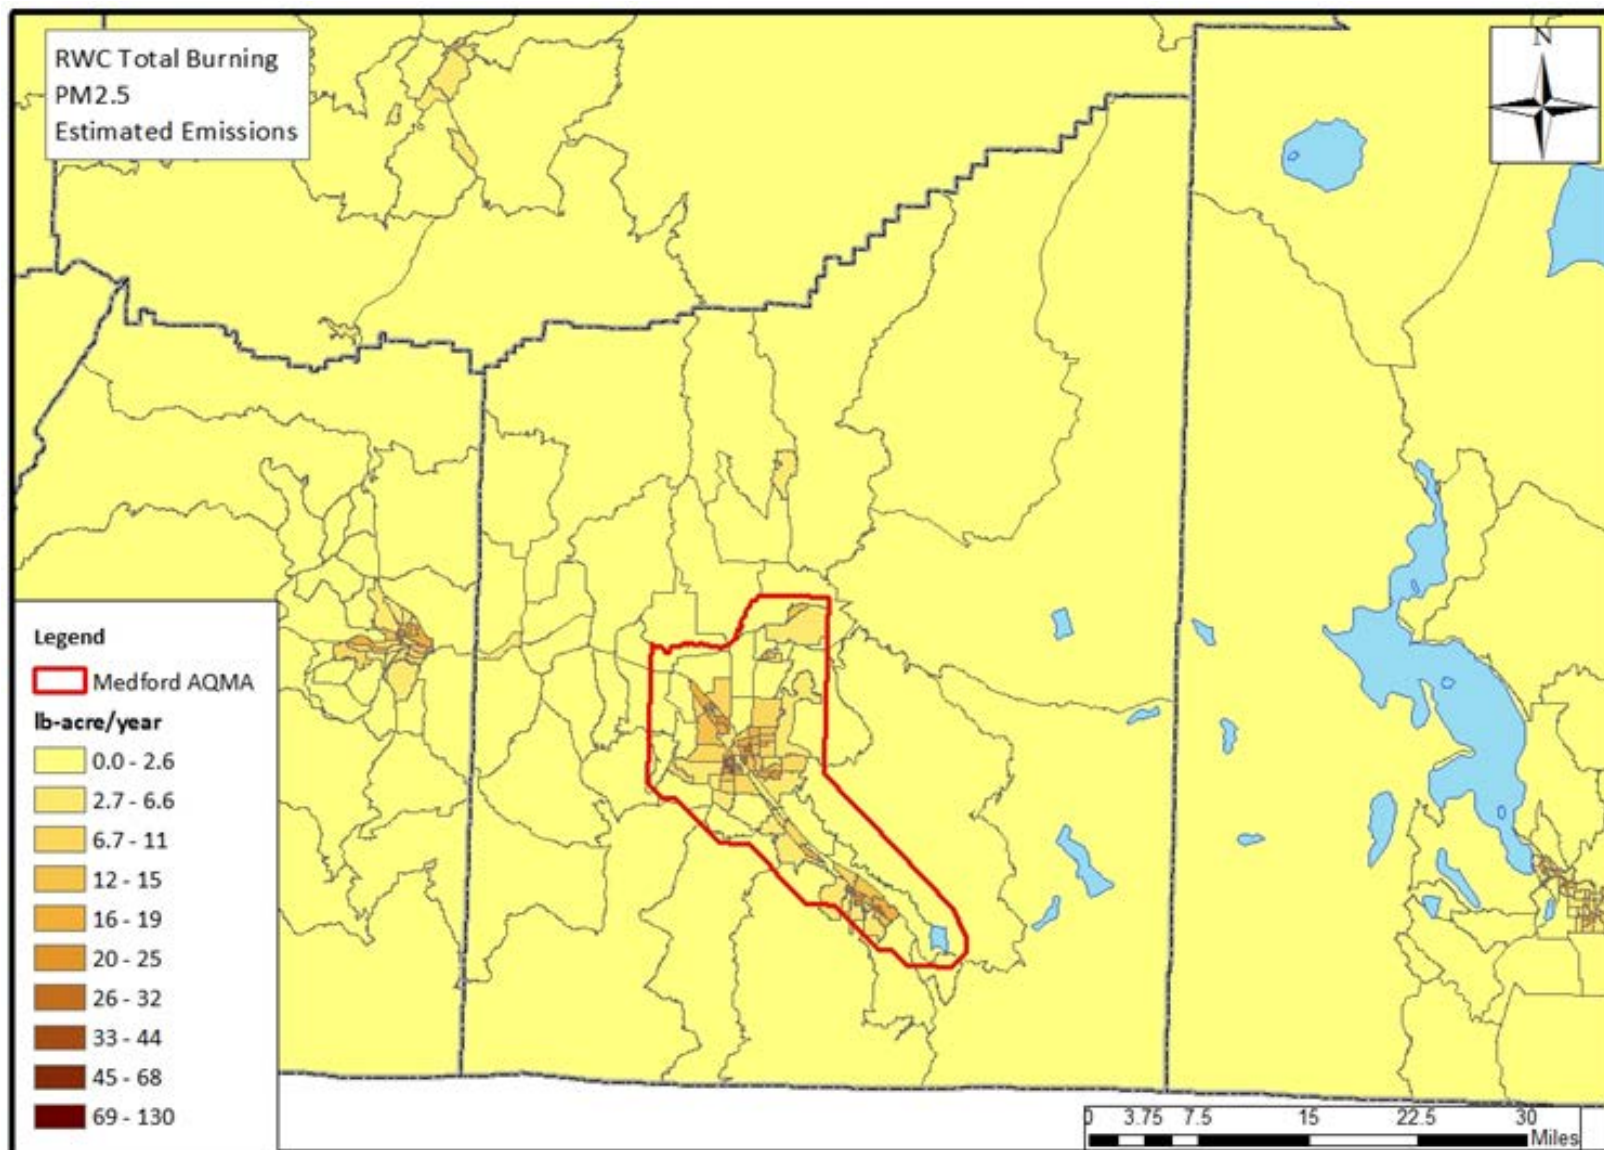 RWC Total Burning
PM2.5
Estimated Emissions
N
Legend
Medford AQMA
lb-acre/year
0.0 - 2.6
2.7 - 6.6
6.7 - 11
12 - 15
16 - 19
20 - 25
26 - 32
33 - 44
45 - 68
69 - 130
0 3.75 7.5 15 22.5 30
Miles